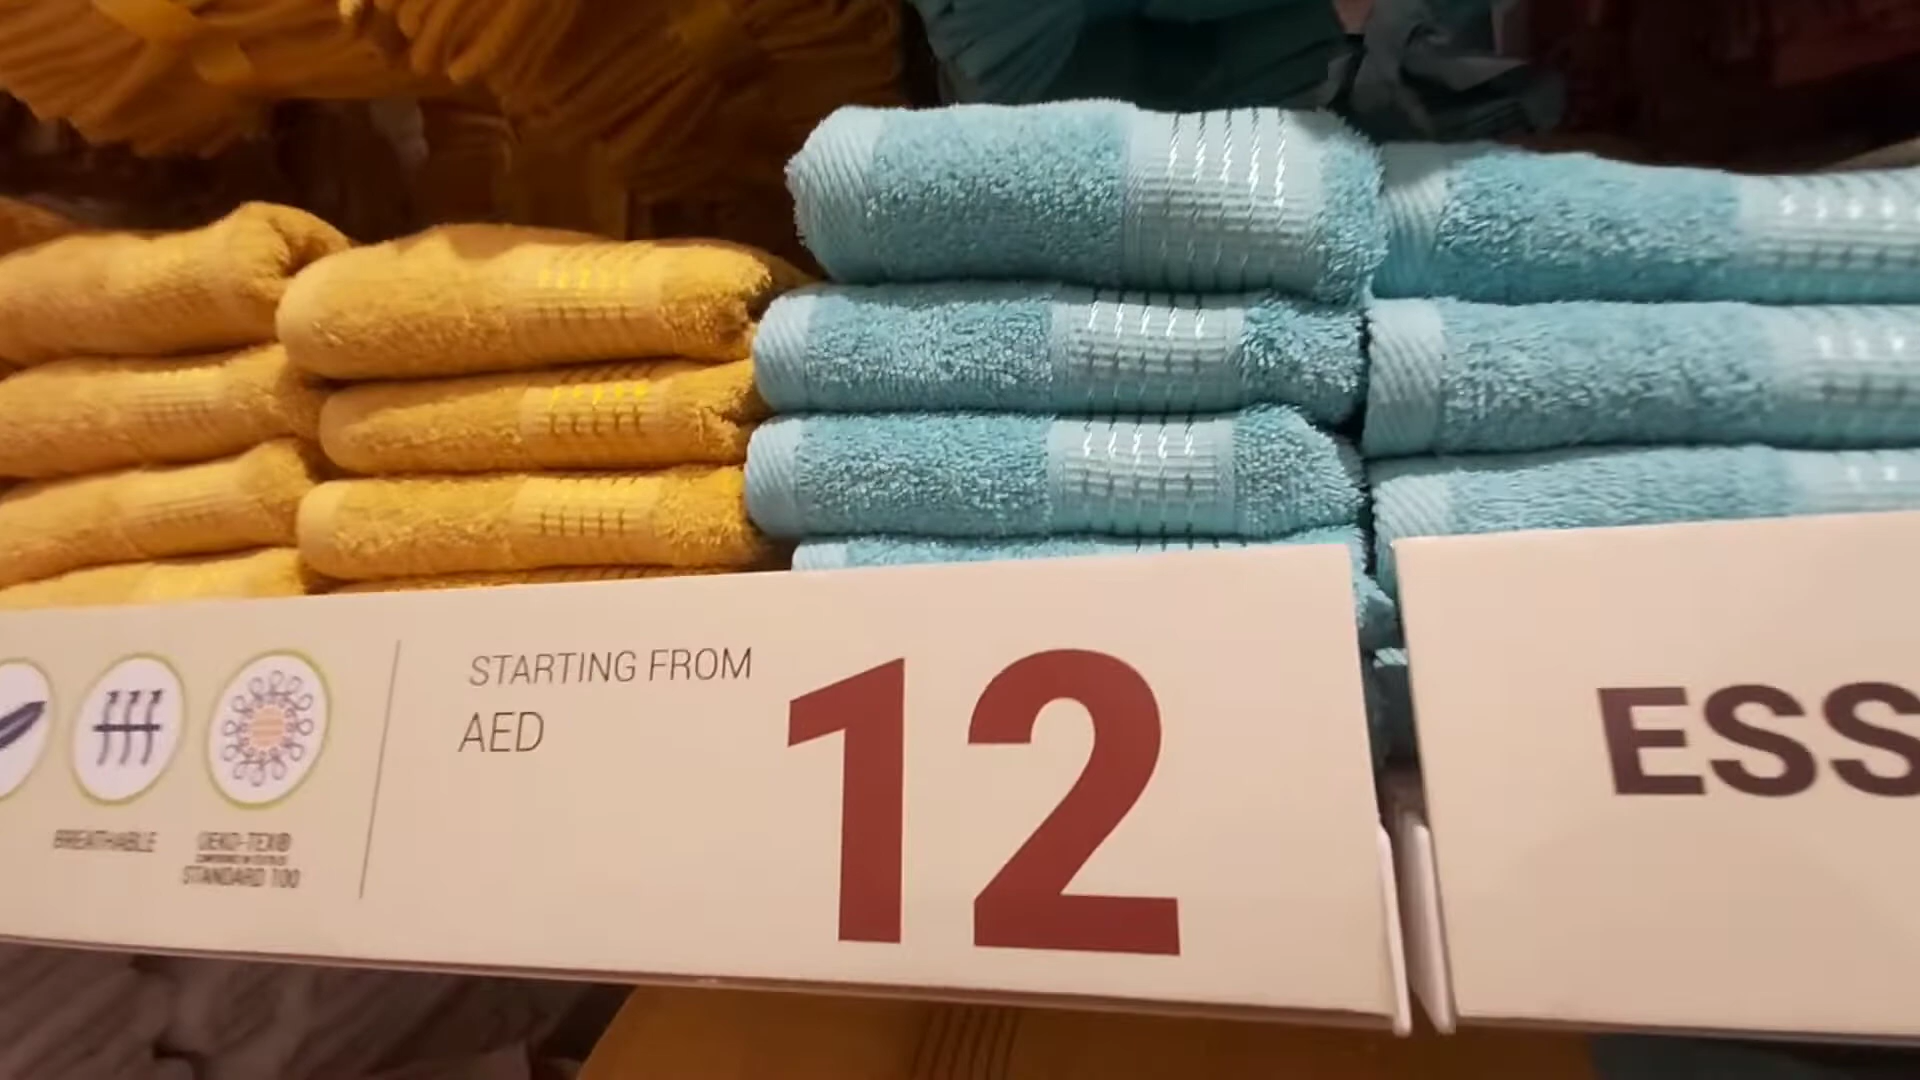 BREATHABLE
OEKO-TEX®
STANDARD 100
STARTING FROM
AED
12
ESS